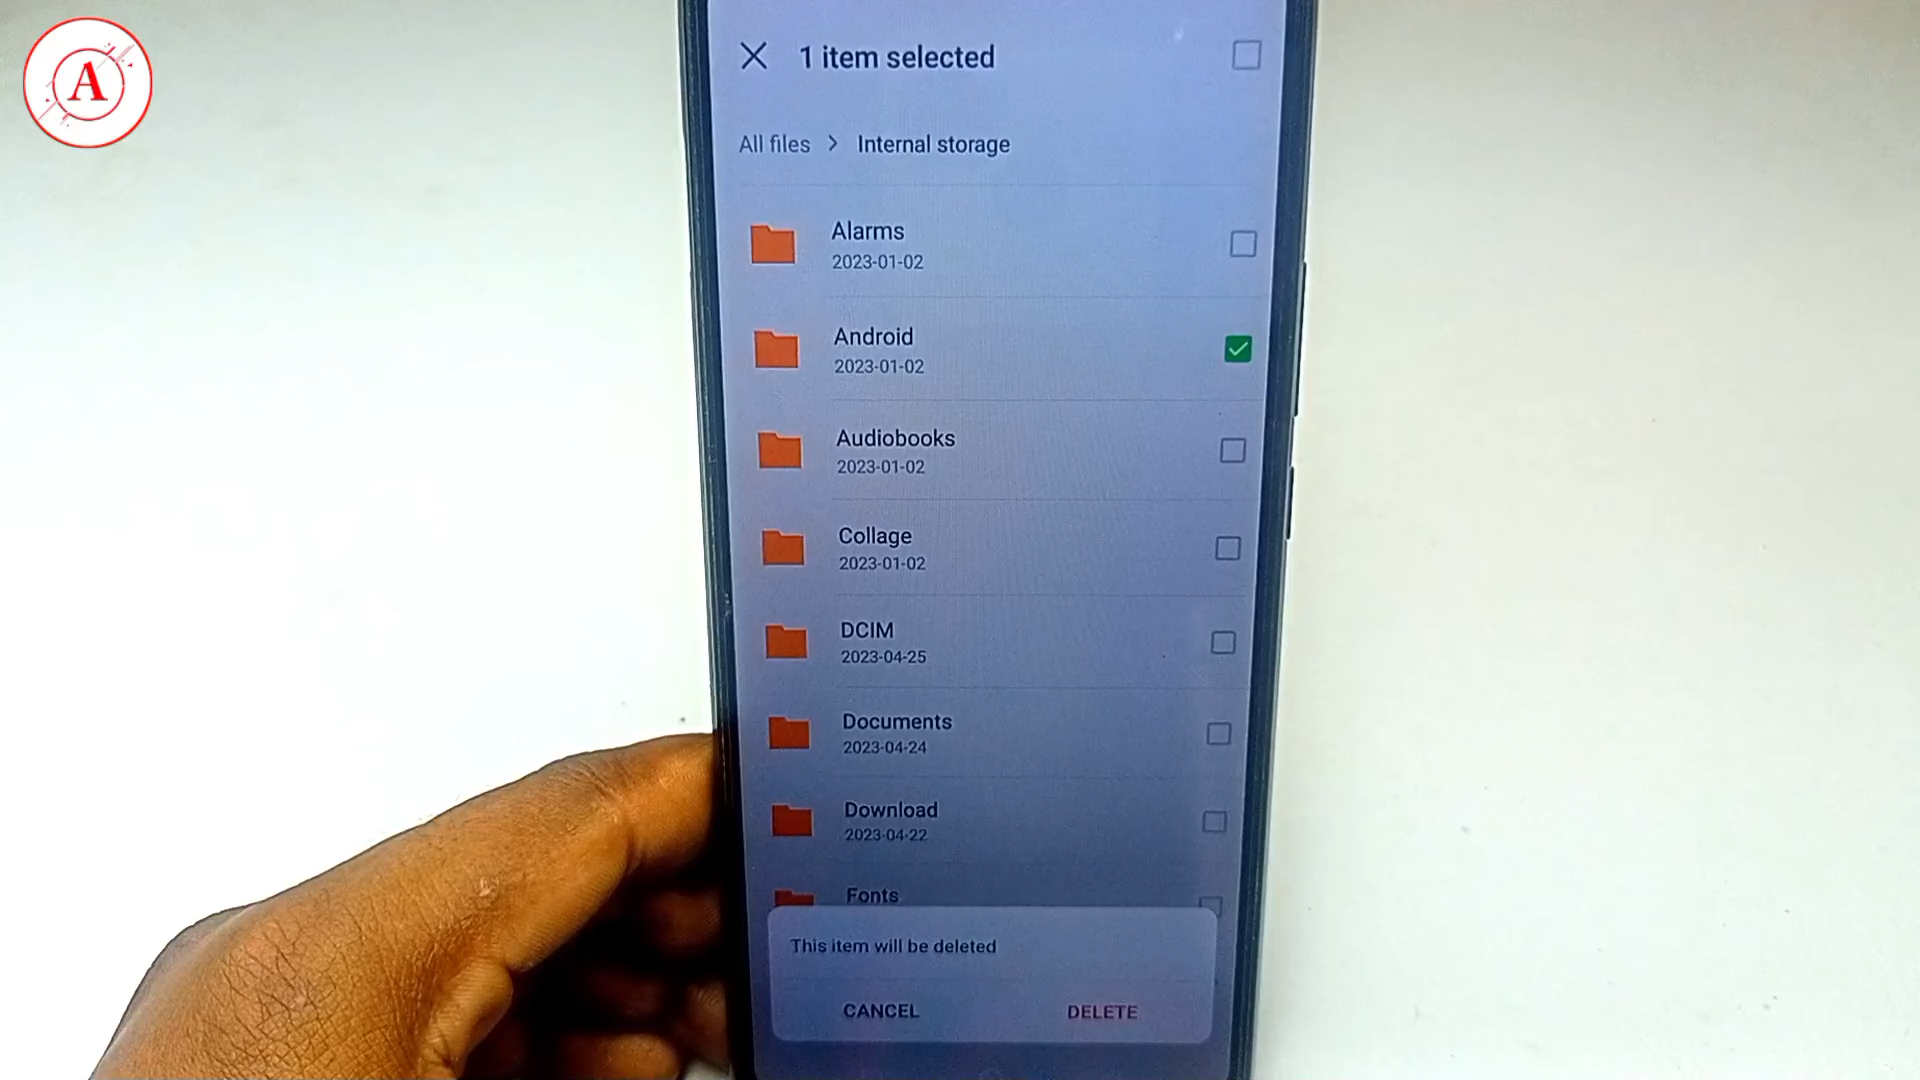 A
1 item selected
All files > Internal storage
Alarms
2023-01-02
Android
2023-01-02
Audiobooks
2023-01-02
Collage
2023-01-02
DCIM
2023-04-25
Documents
2023-04-24
Download
2023-04-22
Fonts
This item will be deleted
CANCEL DELETE